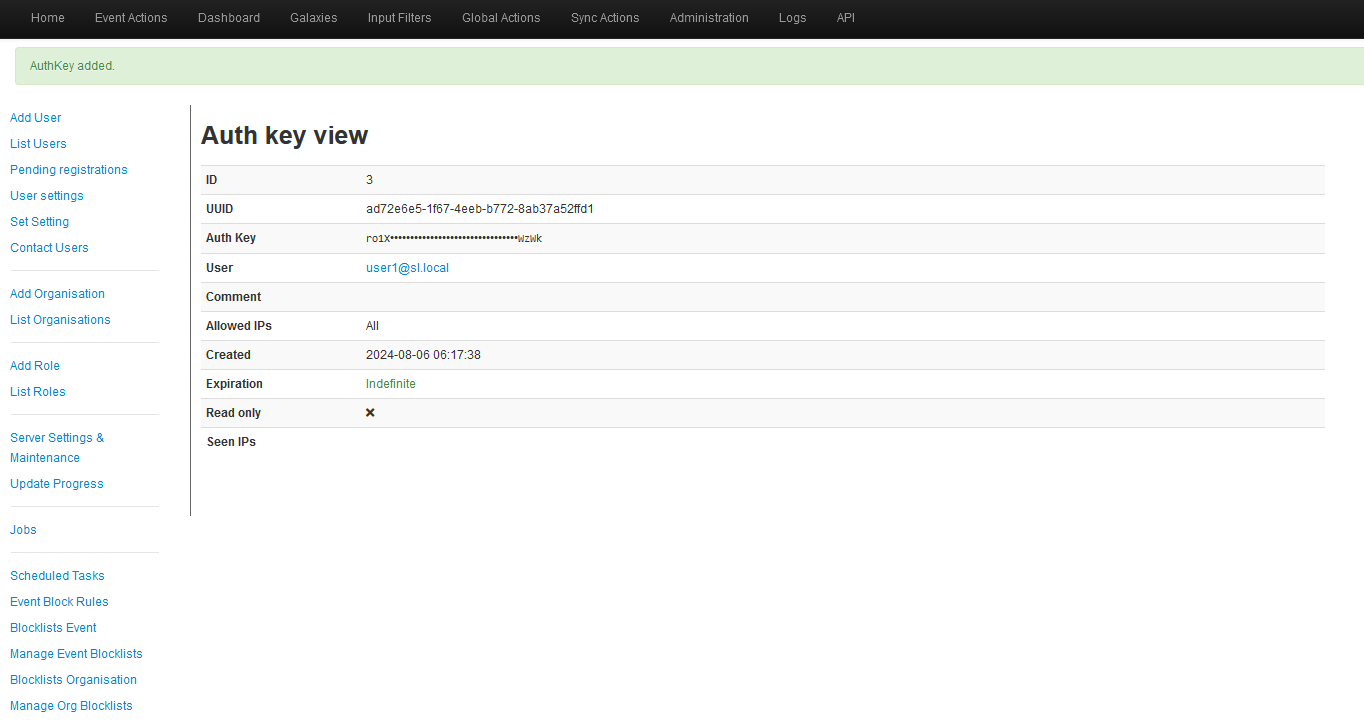 Home Event Actions Dashboard Galaxies Input Filters Global Actions Sync Actions Administration Logs API
AuthKey added.
Add User
List Users
Pending registrations
User settings
Set Setting
Contact Users
Add Organisation
List Organisations
Add Role
List Roles
Server Settings &
Maintenance
Update Progress
Jobs
Scheduled Tasks
Event Block Rules
Blocklists Event
Manage Event Blocklists
Blocklists Organisation
Manage Org Blocklists
Auth key view
ID 3
UUID ad72e6e5-1f67-4eeb-b772-8ab37a52ffd1
Auth Key ro1X••••••••••••••••••••••••••••••••WzWk
User user1@sl.local
Comment
Allowed IPs All
Created 2024-08-06 06:17:38
Expiration Indefinite
Read only ✖
Seen IPs